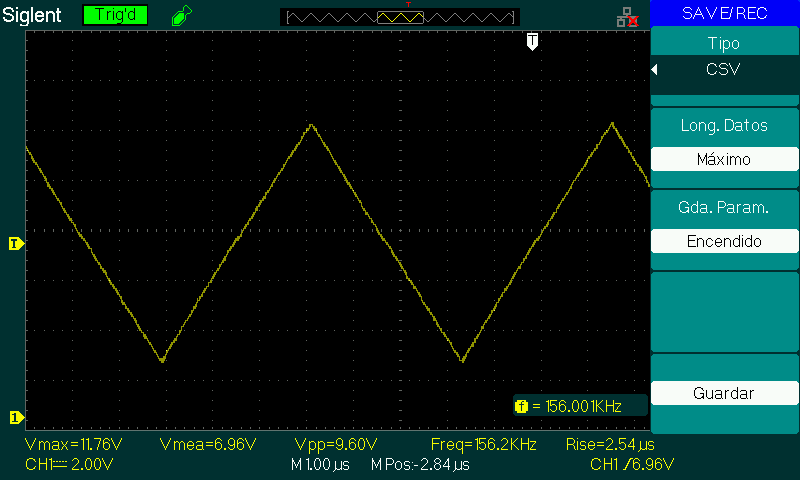 Siglent Trig'd T SAVE/REC
T
Tipo
CSV
Long. Datos
Máximo
Gda. Param.
Encendido
T
Guardar
f = 156.001KHz
1
Vmax=11.76V Vmea=6.96V Vpp=9.60V Freq=156.2KHz Rise=2.54µs
CH1 2.00V M 1.00µs M Pos:-2.84µs CH1 /6.96V